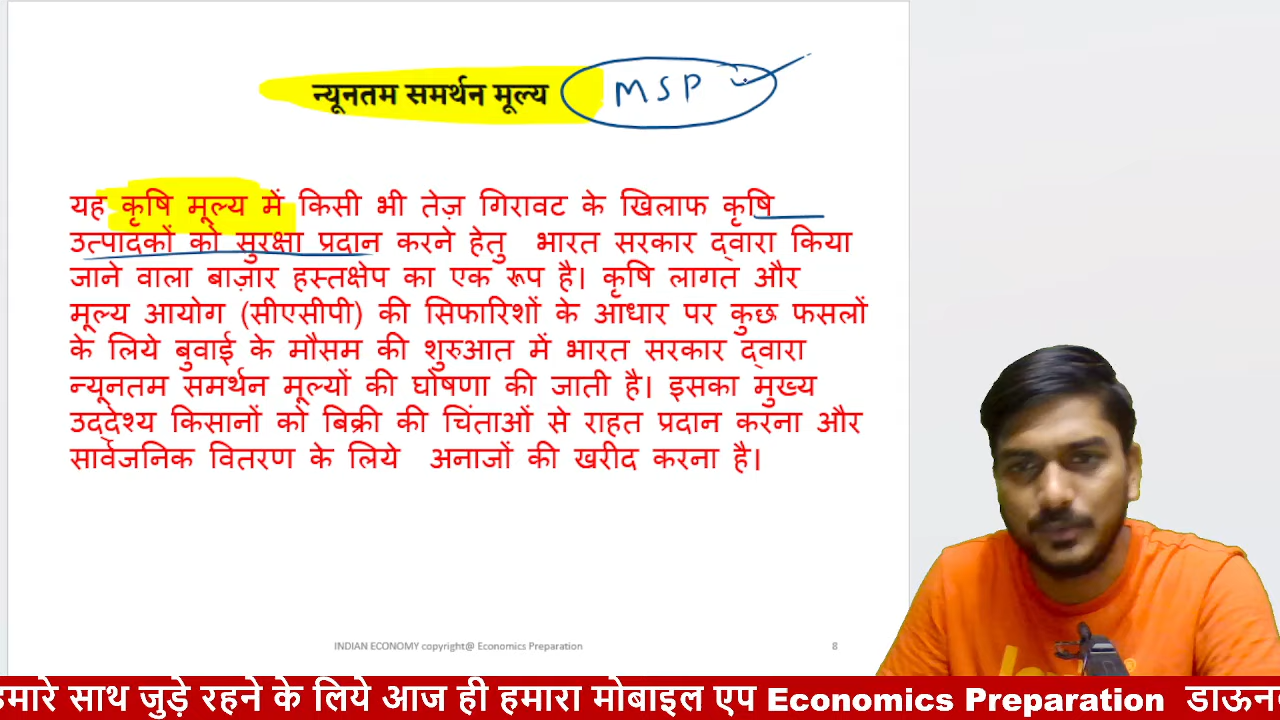 न्यूनतम समर्थन मूल्य MSP
यह कृषि मूल्य में किसी भी तेज़ गिरावट के खिलाफ कृषि
उत्पादकों को सुरक्षा प्रदान करने हेतु भारत सरकार द्वारा किया
जाने वाला बाज़ार हस्तक्षेप का एक रूप है। कृषि लागत और
मूल्य आयोग (सीएसीपी) की सिफारिशों के आधार पर कुछ फसलों
के लिये बुवाई के मौसम की शुरुआत में भारत सरकार द्वारा
न्यूनतम समर्थन मूल्यों की घोषणा की जाती है। इसका मुख्य
उद्देश्य किसानों को बिक्री की चिंताओं से राहत प्रदान करना और
सार्वजनिक वितरण के लिये अनाजों की खरीद करना है।
INDIAN ECONOMY copyright@ Economics Preparation 8
हमारे साथ जुड़े रहने के लिये आज ही हमारा मोबाइल एप Economics Preparation